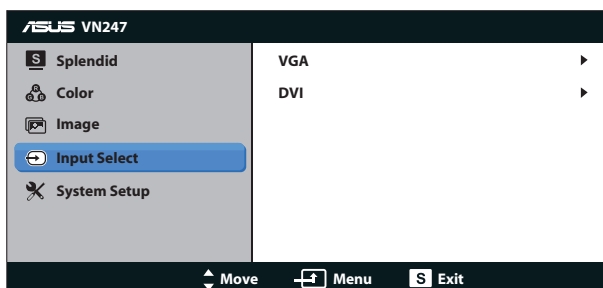 ASUS VN247
S Splendid
Color
Image
Input Select
System Setup
VGA
DVI
Move Menu S Exit